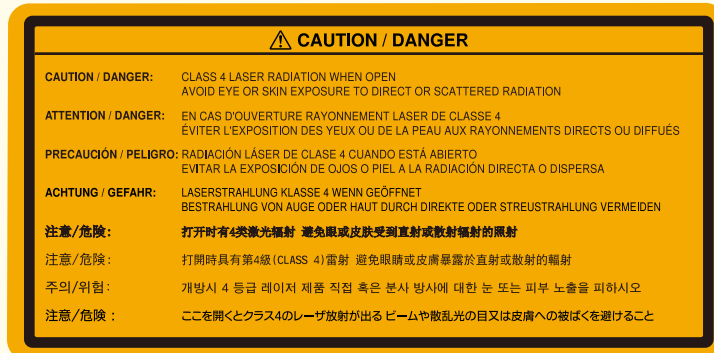 ⚠ CAUTION / DANGER
CAUTION / DANGER: CLASS 4 LASER RADIATION WHEN OPEN
AVOID EYE OR SKIN EXPOSURE TO DIRECT OR SCATTERED RADIATION
ATTENTION / DANGER: EN CAS D'OUVERTURE RAYONNEMENT LASER DE CLASSE 4
ÉVITER L'EXPOSITION DES YEUX OU DE LA PEAU AUX RAYONNEMENTS DIRECTS OU DIFFUÉS
PRECAUCIÓN / PELIGRO: RADIACIÓN LÁSER DE CLASE 4 CUANDO ESTÁ ABIERTO
EVITAR LA EXPOSICIÓN DE OJOS O PIEL A LA RADIACIÓN DIRECTA O DISPERSA
ACHTUNG / GEFAHR: LASERSTRAHLUNG KLASSE 4 WENN GEÖFFNET
BESTRAHLUNG VON AUGE ODER HAUT DURCH DIREKTE ODER STREUSTRAHLUNG VERMEIDEN
注意/危险: 打开时有4类激光辐射 避免眼或皮肤受到直射或散射辐射的照射
注意/危險: 打開時具有第4級(CLASS 4)雷射 避免眼睛或皮膚暴露於直射或散射的輻射
주의/위험: 개방시 4 등급 레이저 제품 직접 혹은 분사 방사에 대한 눈 또는 피부 노출을 피하시오
注意/危険: ここを開くとクラス4のレーザ放射が出る ビームや散乱光の目又は皮膚への被ばくを避けること